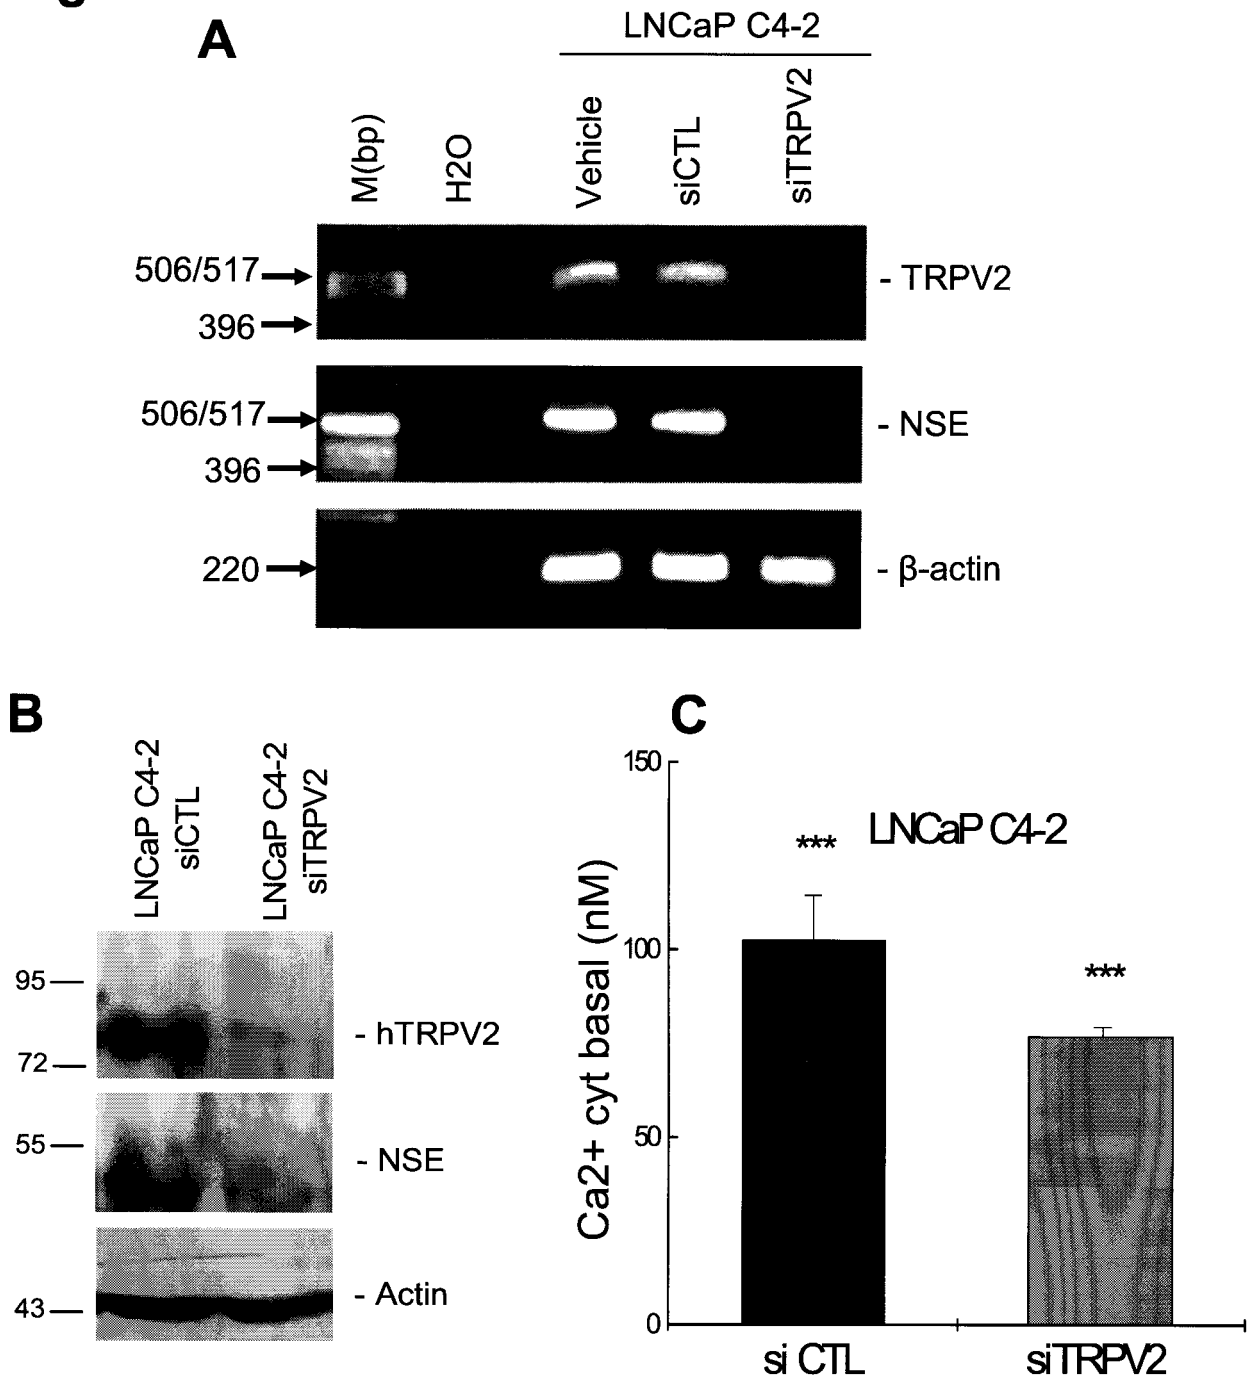 A
LNCaP C4-2
M(bp)
H2O
Vehicle
siCTL
siTRPV2
506/517
396
- TRPV2
506/517
396
- NSE
220
- β-actin
B
LNCaP C4-2
siCTL
LNCaP C4-2
siTRPV2
95
72
- hTRPV2
55
- NSE
43
- Actin
C
LNCaP C4-2
Ca2+ cyt basal (nM)
150
100
50
0
***
***
si CTL
siTRPV2